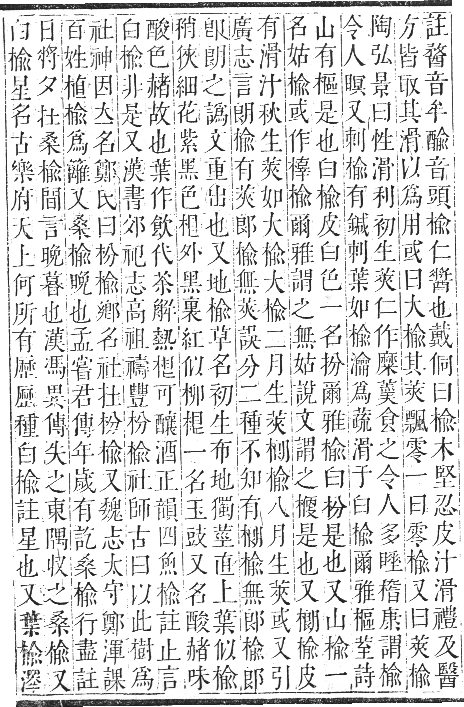 註䱷音牟酳音頭榆仁醬也戴侗曰榆木堅忍皮汁滑禮及醫
方皆取其滑以爲用或曰大榆其莢飄零一曰零榆又曰莢榆
陶弘景曰性滑利初生莢仁作糜羹食之令人多睡嵇康謂榆
令人瞑又刺榆有鍼刺葉如榆瀹爲蔬滑于白榆爾雅樞荎詩
山有樞是也白榆皮白色一名枌爾雅榆白枌是也又山榆一
名姑榆或作橭榆爾雅謂之無姑說文謂之梗是也又榔榆皮
有滑汁秋生莢如大榆大榆二月生莢榔榆八月生莢或又引
廣志言朗榆有莢郎榆無莢誤分二種不知有榔榆無郎榆郎
卽朗之譌文重出也又地榆草名初生布地獨莖直上葉似榆
稍狹細花紫黑色根外黑裏紅似柳根一名玉豉又名酸赭味
酸色赭故也葉作飮代茶解熱根可釀酒正韻四魚榆註止言
白榆非是又漢書郊祀志高祖禱豐枌榆社師古曰以此樹爲
社神因大名鄭氏曰枌榆鄉名社在枌榆又魏志太守鄭渾課
百姓植榆爲籬又桑榆晚也孟嘗君傳年歲有訖桑榆行盡註
日將夕在桑榆間言晚暮也漢馮異傳失之東隅收之桑榆又
白榆星名古樂府天上何所有歷歷種白榆註星也又葉榆澤